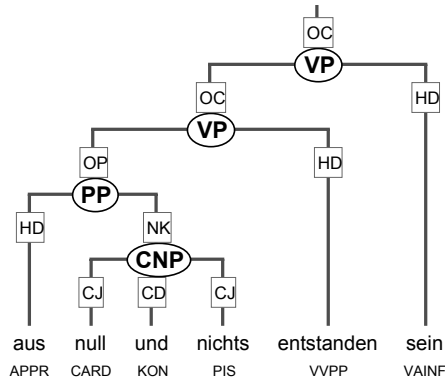 OC
VP
OC
HD
VP
OP
HD
PP
HD
NK
CNP
CJ CD CJ
aus null und nichts entstanden sein
APPR CARD KON PIS VVPP VAINF